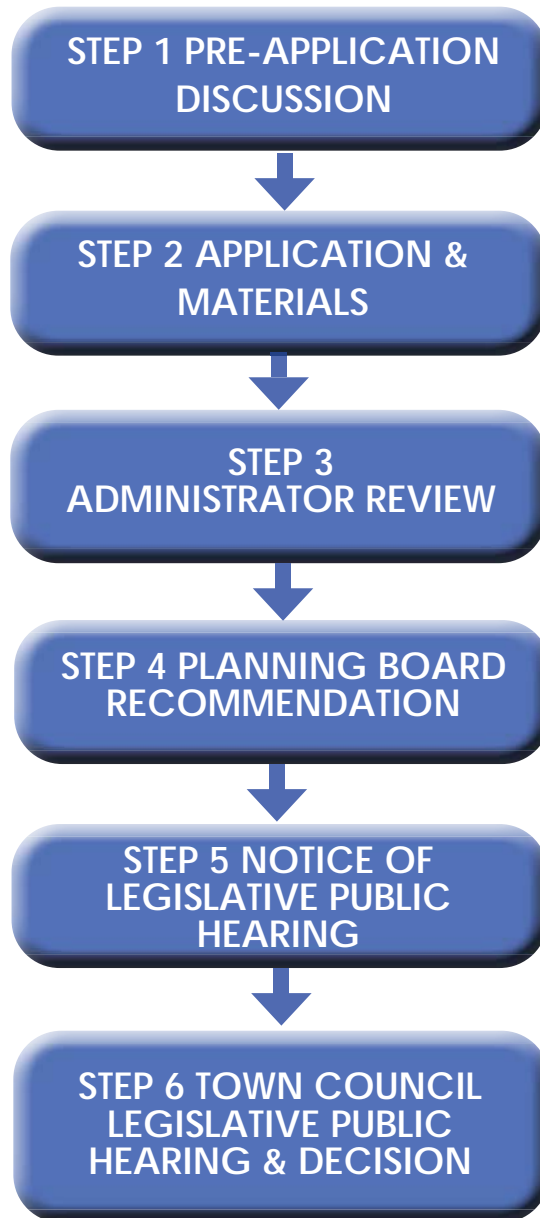 STEP 1 PRE-APPLICATION
DISCUSSION
STEP 2 APPLICATION &
MATERIALS
STEP 3
ADMINISTRATOR REVIEW
STEP 4 PLANNING BOARD
RECOMMENDATION
STEP 5 NOTICE OF
LEGISLATIVE PUBLIC
HEARING
STEP 6 TOWN COUNCIL
LEGISLATIVE PUBLIC
HEARING & DECISION